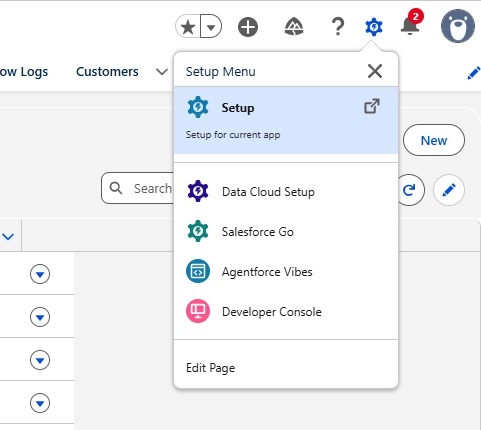 2
ow Logs
Customers
Setup Menu
Setup
Setup for current app
New
Search
Data Cloud Setup
Salesforce Go
Agentforce Vibes
Developer Console
Edit Page